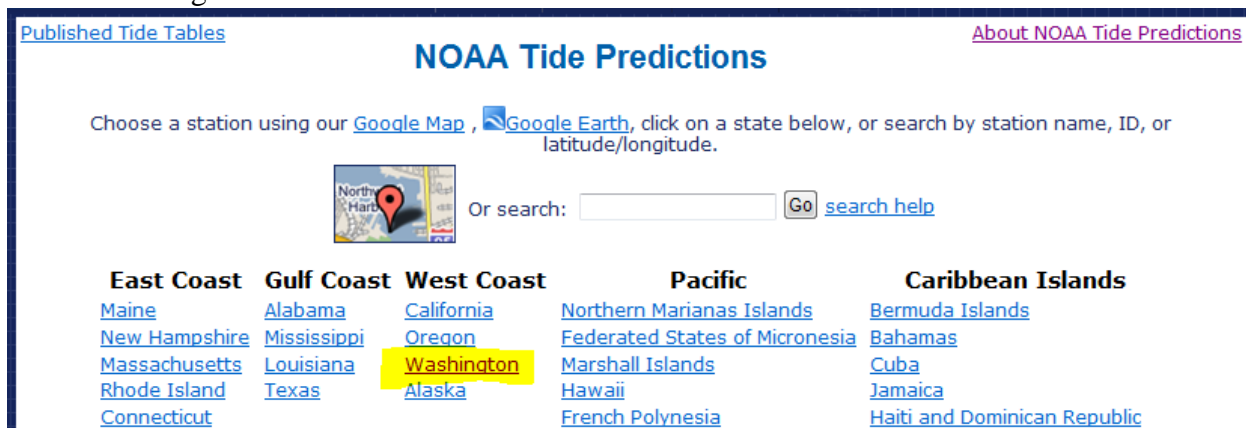 Published Tide Tables
About NOAA Tide Predictions
NOAA Tide Predictions
Choose a station using our Google Map , Google Earth, click on a state below, or search by station name, ID, or
latitude/longitude.
Or search: Go search help
East Coast Gulf Coast West Coast Pacific Caribbean Islands
Maine Alabama California Northern Marianas Islands Bermuda Islands
New Hampshire Mississippi Oregon Federated States of Micronesia Bahamas
Massachusetts Louisiana Washington Marshall Islands Cuba
Rhode Island Texas Alaska Hawaii Jamaica
Connecticut French Polynesia Haiti and Dominican Republic